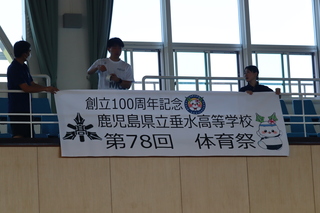 創立100周年記念
鹿児島県立垂水高等学校
第78回 体育祭